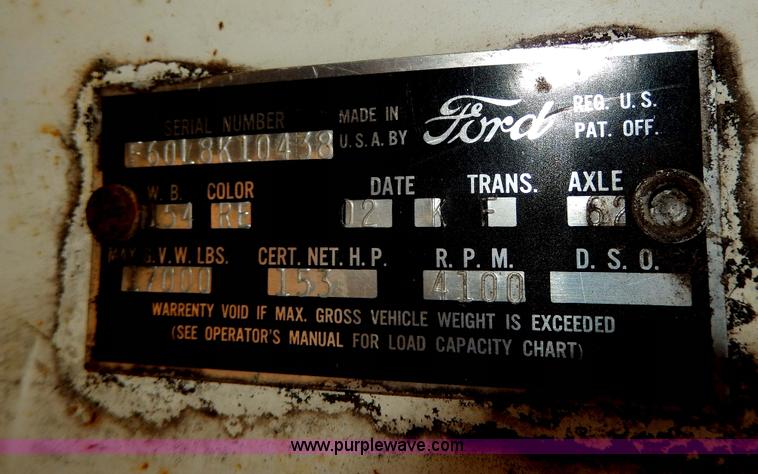 SERIAL NUMBER
F60L8K10438
MADE IN
U.S.A. BY
Ford
REG. U.S.
PAT. OFF.
W.B. COLOR DATE TRANS. AXLE
154 RE 02 K F
MAX. G.V.W. LBS. CERT. NET. H.P. R.P.M. D.S.O.
17000 153 4100
WARRENTY VOID IF MAX. GROSS VEHICLE WEIGHT IS EXCEEDED
(SEE OPERATOR'S MANUAL FOR LOAD CAPACITY CHART)
www.purplewave.com